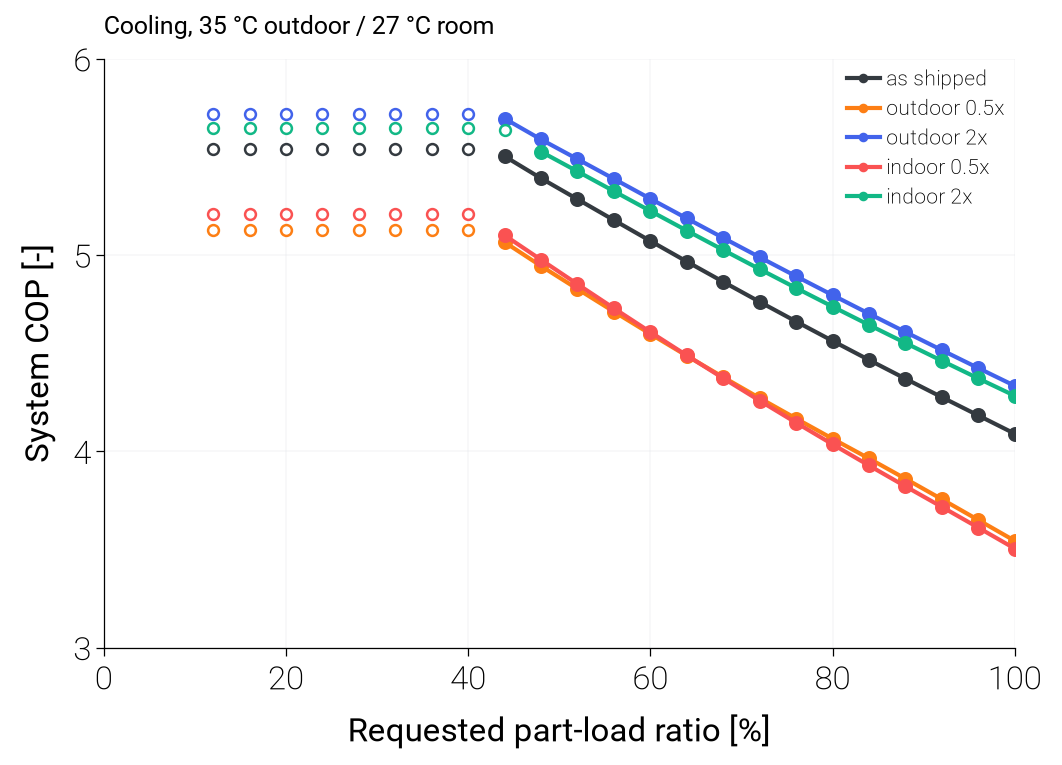 Cooling, 35 °C outdoor / 27 °C room
6
5
4
3
System COP [-]
as shipped
outdoor 0.5x
outdoor 2x
indoor 0.5x
indoor 2x
0 20 40 60 80 100
Requested part-load ratio [%]